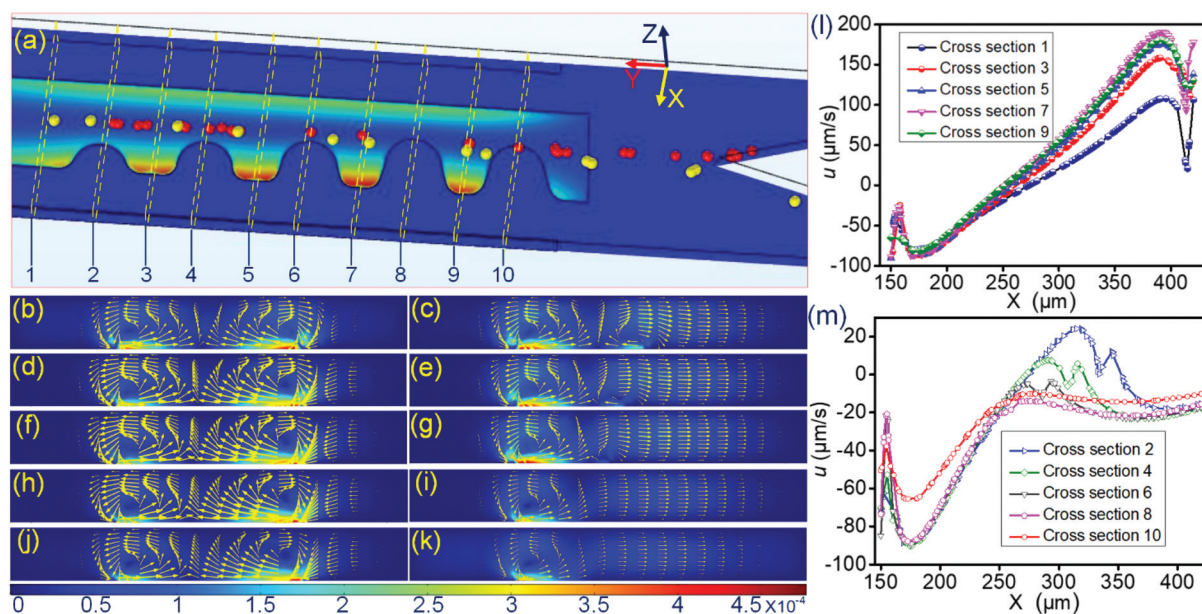 (a)
Z
Y
X
1 2 3 4 5 6 7 8 9 10
(b) (c)
(d) (e)
(f) (g)
(h) (i)
(j) (k)
0 0.5 1 1.5 2 2.5 3 3.5 4 4.5 X10⁻⁴
(l)
200
150
100
50
0
-50
-100
u (μm/s)
Cross section 1
Cross section 3
Cross section 5
Cross section 7
Cross section 9
150 200 250 300 350 400
X (μm)
(m)
20
0
-20
-40
-60
-80
-100
u (μm/s)
Cross section 2
Cross section 4
Cross section 6
Cross section 8
Cross section 10
150 200 250 300 350 400
X (μm)